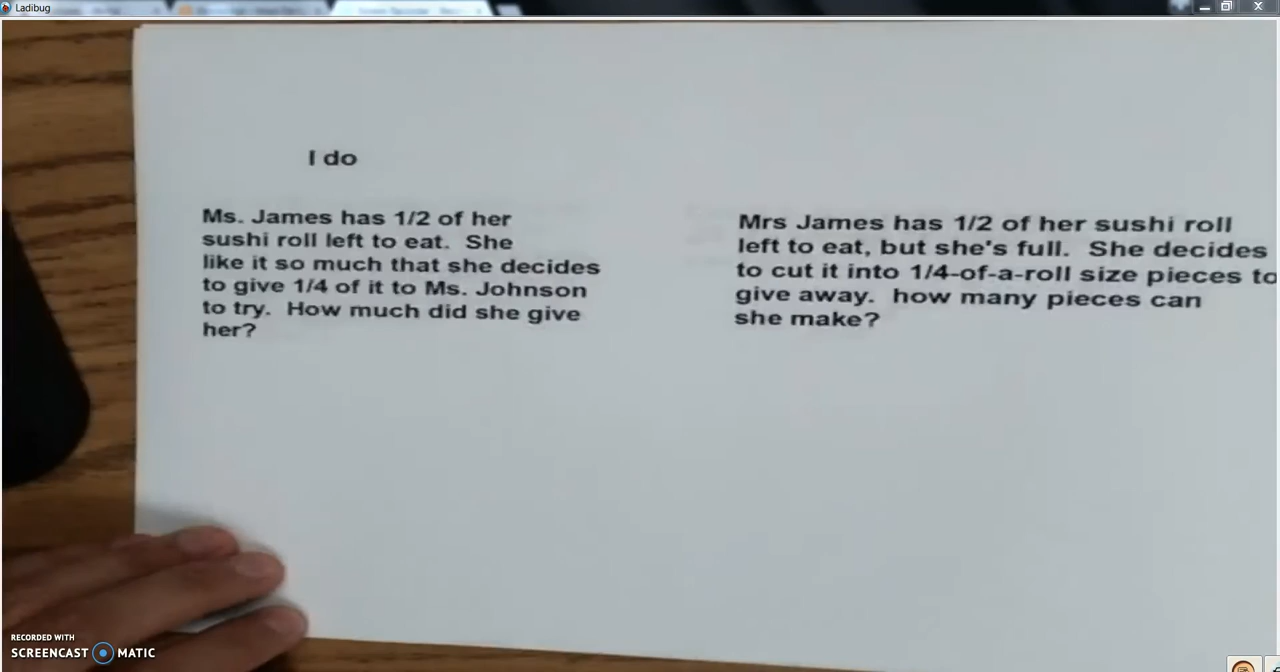 Ladibug
I do
Ms. James has 1/2 of her
sushi roll left to eat. She
like it so much that she decides
to give 1/4 of it to Ms. Johnson
to try. How much did she give
her?
Mrs James has 1/2 of her sushi roll
left to eat, but she's full. She decides
to cut it into 1/4-of-a-roll size pieces to
give away. how many pieces can
she make?
RECORDED WITH
SCREENCAST MATIC